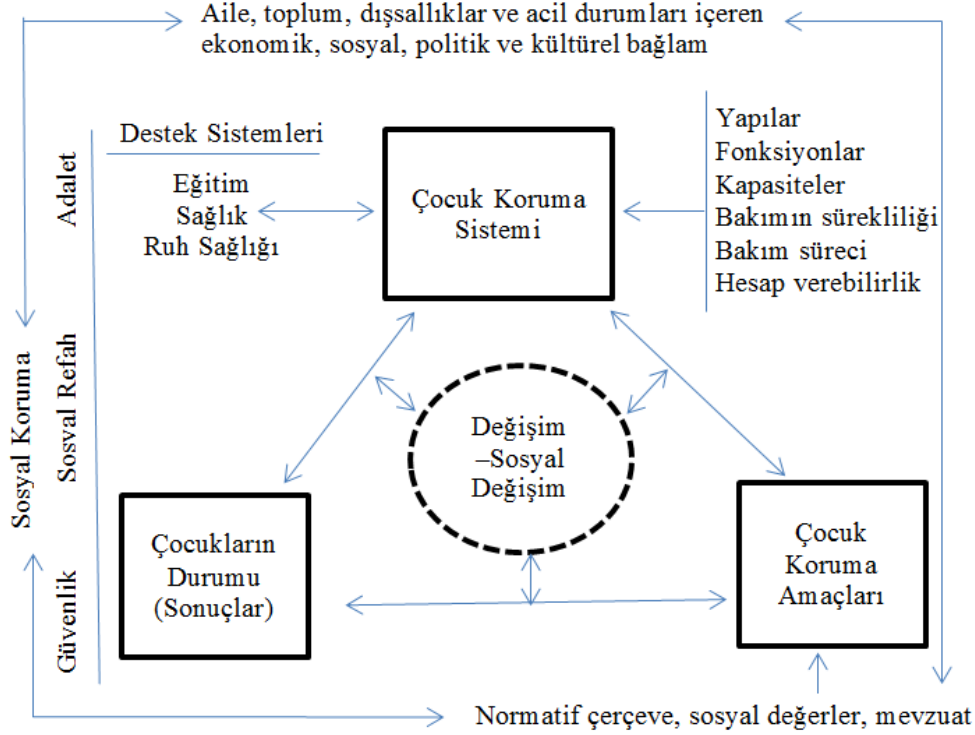 Aile, toplum, dışsallıklar ve acil durumları içeren
ekonomik, sosyal, politik ve kültürel bağlam
Destek Sistemleri
Eğitim
Sağlık
Ruh Sağlığı
Çocuk Koruma
Sistemi
Yapılar
Fonksiyonlar
Kapasiteler
Bakımın sürekliliği
Bakım süreci
Hesap verebilirlik
Adalet
Sosyal Refah
Güvenlik
Sosyal Koruma
Değişim
–Sosyal
Değişim
Çocukların
Durumu
(Sonuçlar)
Çocuk
Koruma
Amaçları
Normatif çerçeve, sosyal değerler, mevzuat